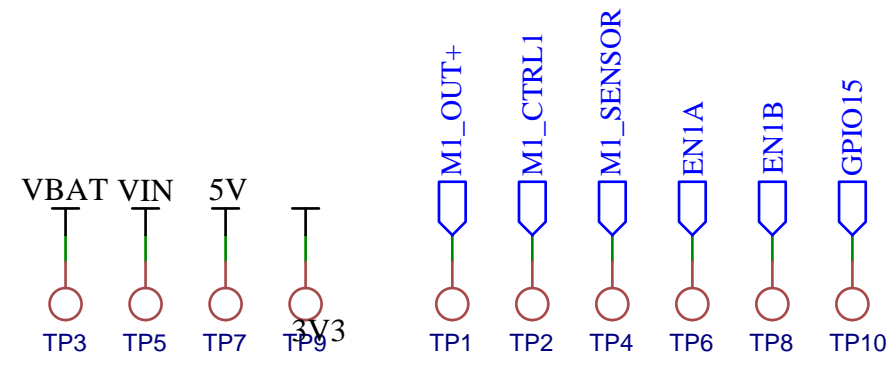 M1_OUT+
M1_CTRL1
M1_SENSOR
EN1A
EN1B
GPIO15
VBAT
VIN
5V
3V3
TP3
TP5
TP7
TP9
TP1
TP2
TP4
TP6
TP8
TP10